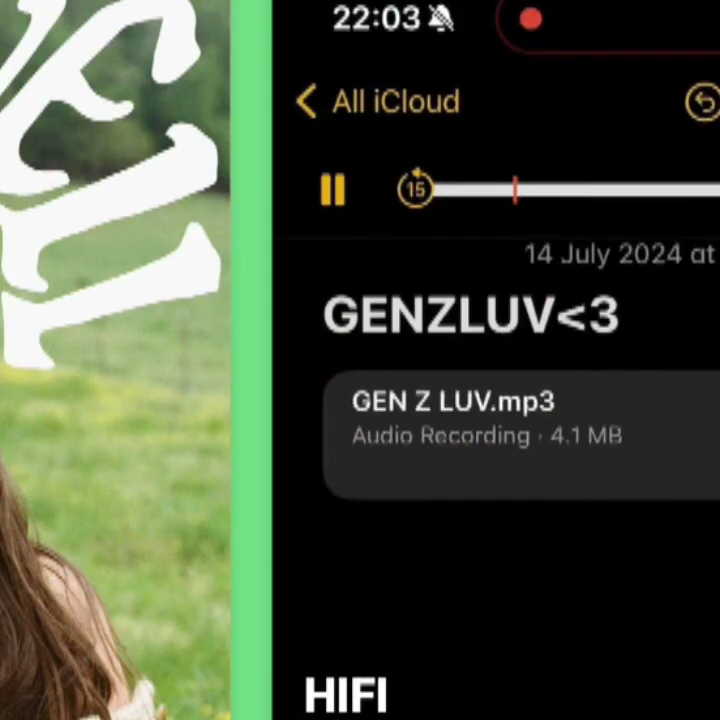 ELL
22:03
All iCloud
15
14 July 2024 at
GENZLUV<3
GEN Z LUV.mp3
Audio Recording · 4.1 MB
HIFI